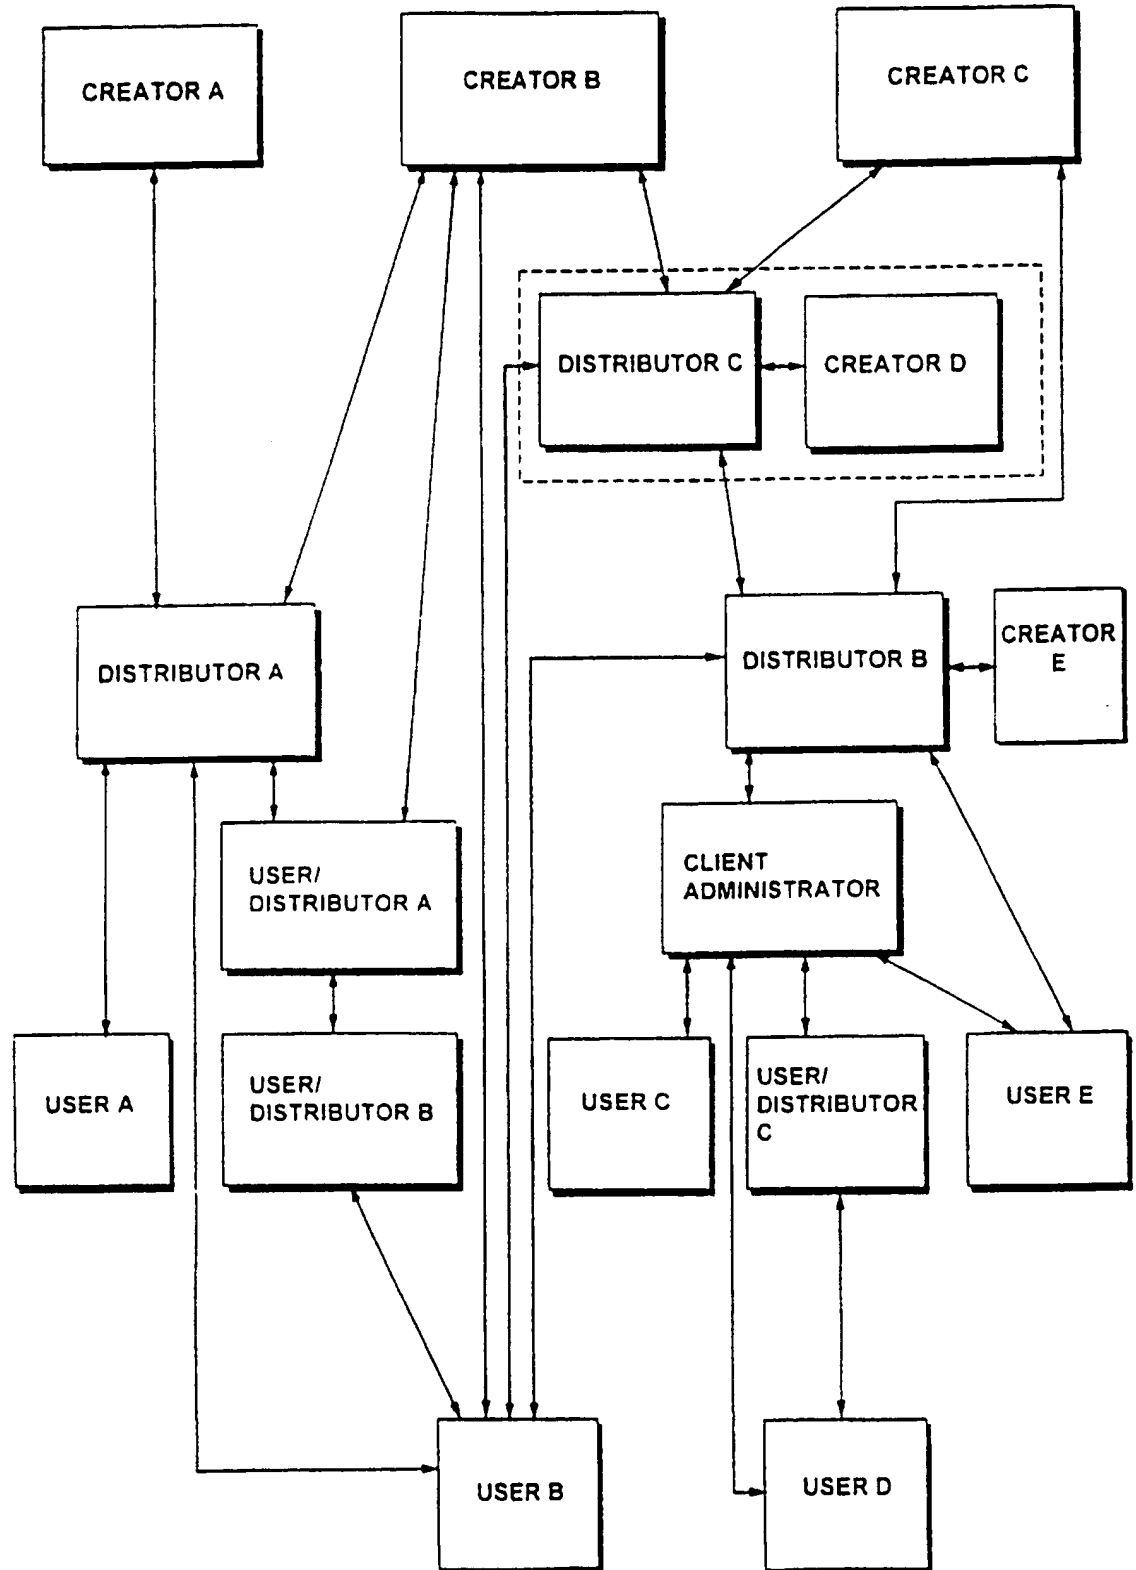 CREATOR A
CREATOR B
CREATOR C
DISTRIBUTOR C
CREATOR D
DISTRIBUTOR A
DISTRIBUTOR B
CREATOR
E
USER/
DISTRIBUTOR A
CLIENT
ADMINISTRATOR
USER A
USER/
DISTRIBUTOR B
USER C
USER/
DISTRIBUTOR
C
USER E
USER B
USER D